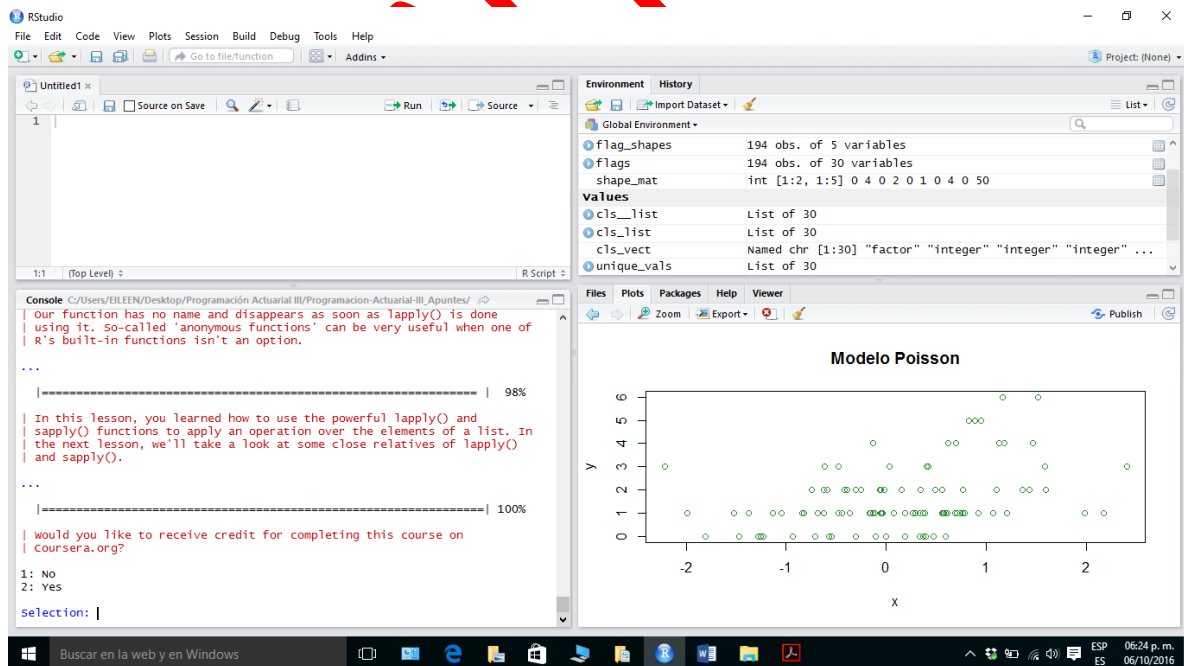 RStudio
File Edit Code View Plots Session Build Debug Tools Help
Go to file/function Addins Project: (None)
Untitled1
Source on Save Run Source
1
1:1 (Top Level) R Script
Console C:/Users/EILEEN/Desktop/Programación Actuarial III/Programacion-Actuarial-III_Apuntes/
| Our function has no name and disappears as soon as lapply() is done
| using it. So-called 'anonymous functions' can be very useful when one of
| R's built-in functions isn't an option.
...
|================================================================ | 98%
| In this lesson, you learned how to use the powerful lapply() and
| sapply() functions to apply an operation over the elements of a list. In
| the next lesson, we'll take a look at some close relatives of lapply()
| and sapply().
...
|=================================================================| 100%
| Would you like to receive credit for completing this course on
| Coursera.org?
1: No
2: Yes
Selection:
Environment History
Import Dataset List
Global Environment
flag_shapes 194 obs. of 5 variables
flags 194 obs. of 30 variables
shape_mat int [1:2, 1:5] 0 4 0 2 0 1 0 4 0 50
Values
cls__list List of 30
cls_list List of 30
cls_vect Named chr [1:30] "factor" "integer" "integer" "integer" ...
unique_vals List of 30
Files Plots Packages Help Viewer
Zoom Export Publish
Modelo Poisson
6
5
4
3
2
1
0
y
-2 -1 0 1 2
x
Buscar en la web y en Windows
ESP 06:24 p. m.
ES 06/10/2016